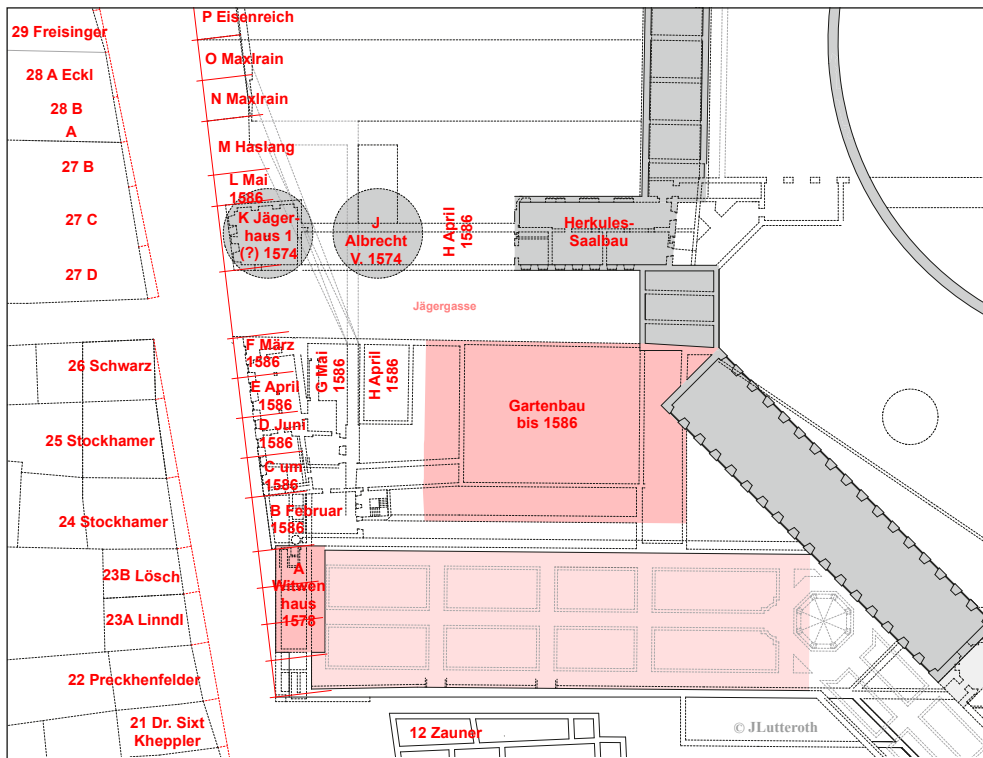 P Eisenreich
29 Freisinger
O Maxlrain
28 A Eckl
N Maxlrain
28 B
A
M Haslang
27 B
L Mai
1586
K Jäger-
haus 1
(?) 1574
J
Albrecht
V. 1574
H April
1586
Herkules-
Saalbau
27 C
27 D
Jägergasse
F März
1586
G Mai
1586
H April
1586
26 Schwarz
E April
1586
Gartenbau
bis 1586
D Juni
1586
25 Stockhamer
C um
1586
B Februar
1586
24 Stockhamer
A
Witwen
haus
1578
23B Lösch
23A Linndl
22 Preckhenfelder
21 Dr. Sixt
Kheppler
12 Zauner
© JLutteroth